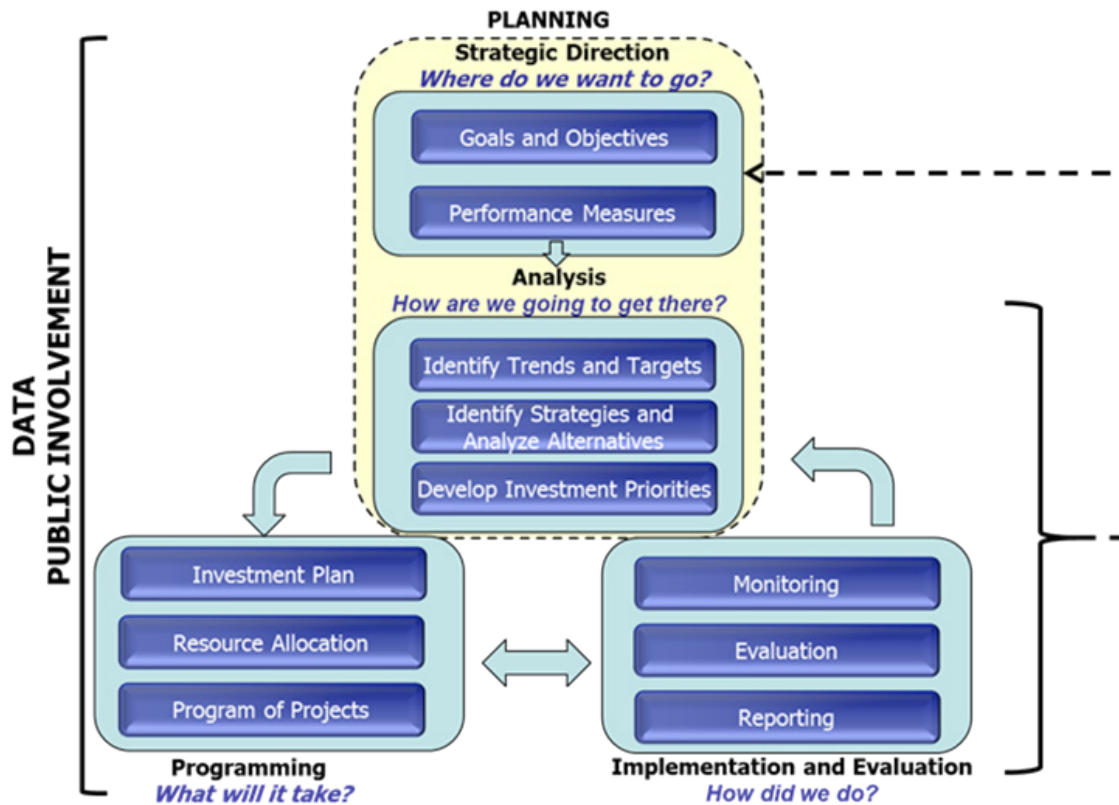 PLANNING
Strategic Direction
Where do we want to go?
Goals and Objectives
Performance Measures
Analysis
How are we going to get there?
Identify Trends and Targets
Identify Strategies and
Analyze Alternatives
Develop Investment Priorities
DATA
PUBLIC INVOLVEMENT
Investment Plan
Resource Allocation
Program of Projects
Programming
What will it take?
Monitoring
Evaluation
Reporting
Implementation and Evaluation
How did we do?